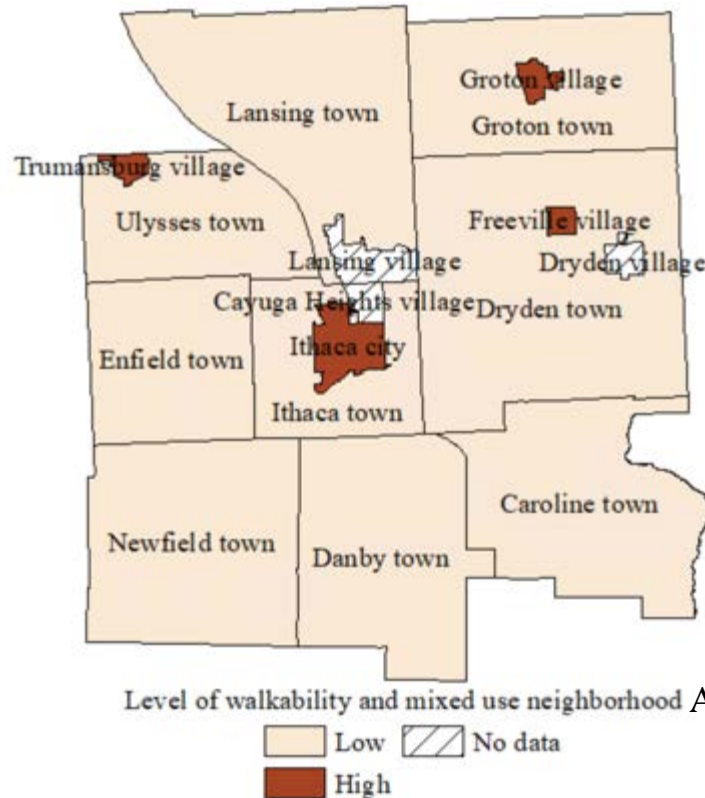 Groton village
Lansing town
Groton town
Trumansburg village
Ulysses town
Freeville village
Lansing village
Dryden village
Cayuga Heights village
Dryden town
Enfield town
Ithaca city
Ithaca town
Caroline town
Newfield town
Danby town
Level of walkability and mixed use neighborhood A
Low
No data
High